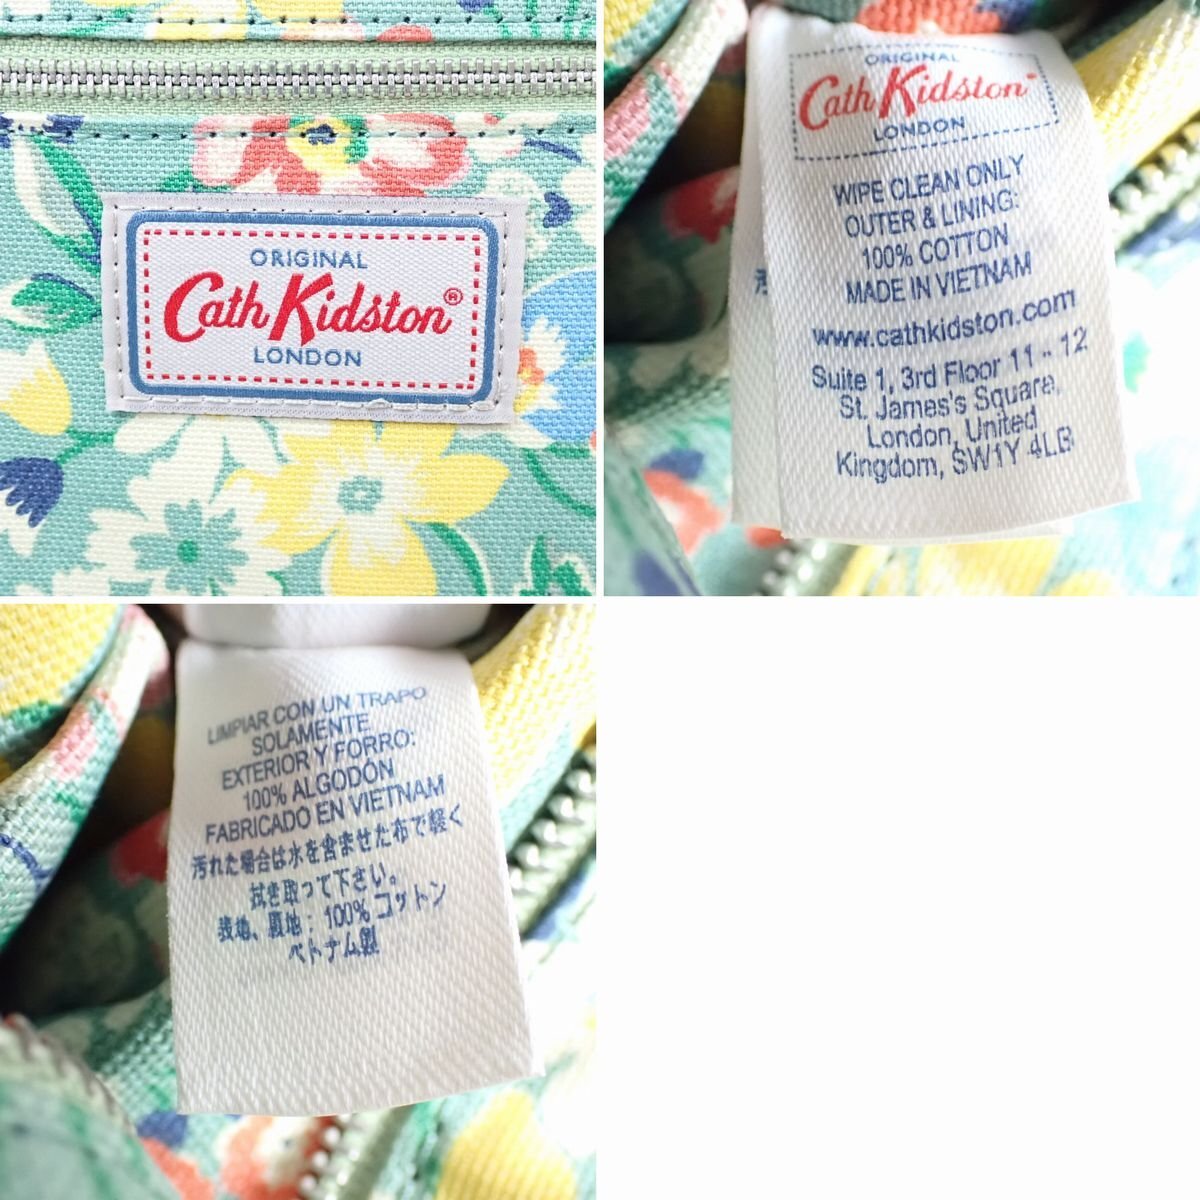 ORIGINAL
Cath Kidston®
LONDON
ORIGINAL
Cath Kidston
LONDON
WIPE CLEAN ONLY
OUTER & LINING:
100% COTTON
MADE IN VIETNAM
www.cathkidston.com
Suite 1, 3rd Floor 11 - 12
St. James's Square,
London, United
Kingdom, SW1Y 4LB
LIMPIAR CON UN TRAPO
SOLAMENTE
EXTERIOR Y FORRO:
100% ALGODÓN
FABRICADO EN VIETNAM
汚れた場合は水を含ませた布で軽く
拭き取って下さい。
表地、裏地: 100% コットン
ベトナム製